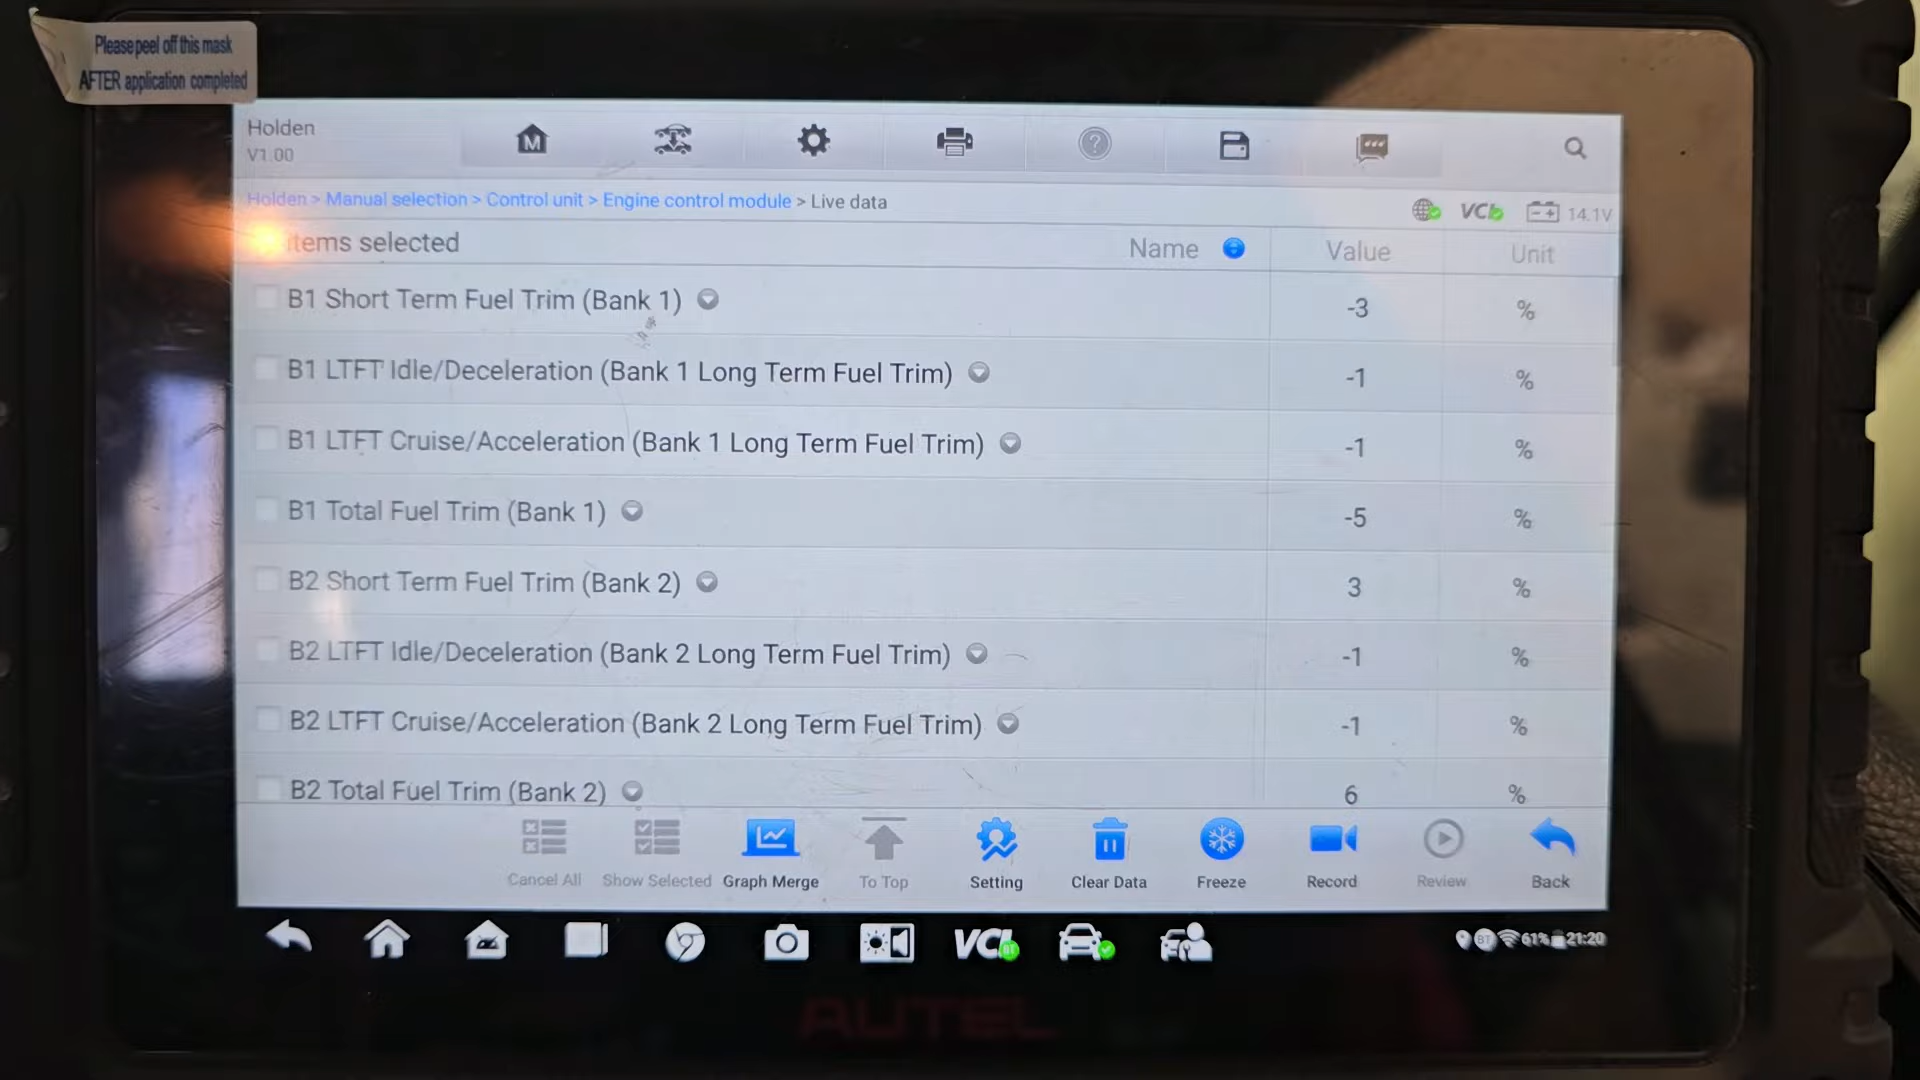 Please peel off this mask
AFTER application completed
Holden
V1.00
M
?
Holden > Manual selection > Control unit > Engine control module > Live data
VCI
14.1V
items selected
Name
Value
Unit
B1 Short Term Fuel Trim (Bank 1)
-3
%
B1 LTFT Idle/Deceleration (Bank 1 Long Term Fuel Trim)
-1
%
B1 LTFT Cruise/Acceleration (Bank 1 Long Term Fuel Trim)
-1
%
B1 Total Fuel Trim (Bank 1)
-5
%
B2 Short Term Fuel Trim (Bank 2)
3
%
B2 LTFT Idle/Deceleration (Bank 2 Long Term Fuel Trim)
-1
%
B2 LTFT Cruise/Acceleration (Bank 2 Long Term Fuel Trim)
-1
%
B2 Total Fuel Trim (Bank 2)
6
%
Cancel All
Show Selected
Graph Merge
To Top
Setting
Clear Data
Freeze
Record
Review
Back
VCI
BT
BT
61%
21:20
AUTEL